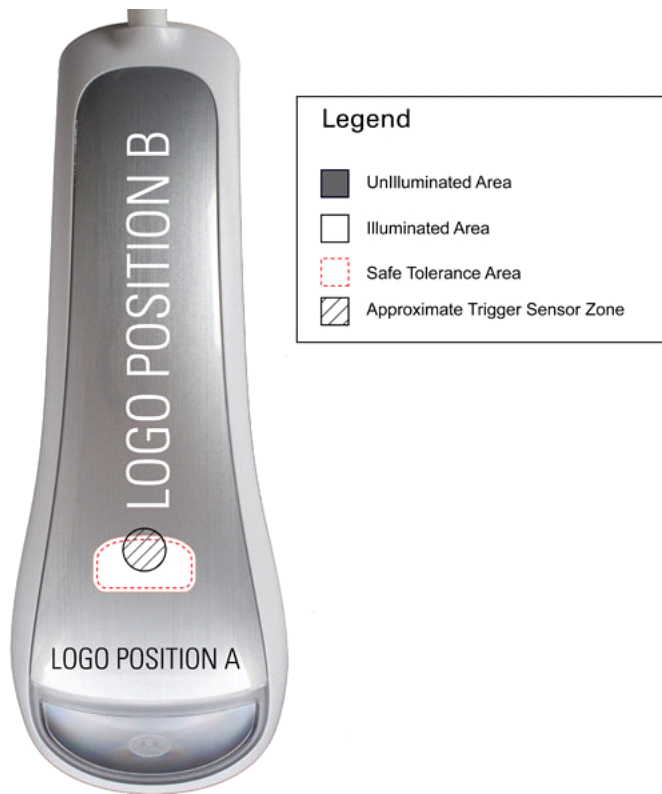 LOGO POSITION B
LOGO POSITION A
Legend
UnIlluminated Area
Illuminated Area
Safe Tolerance Area
Approximate Trigger Sensor Zone